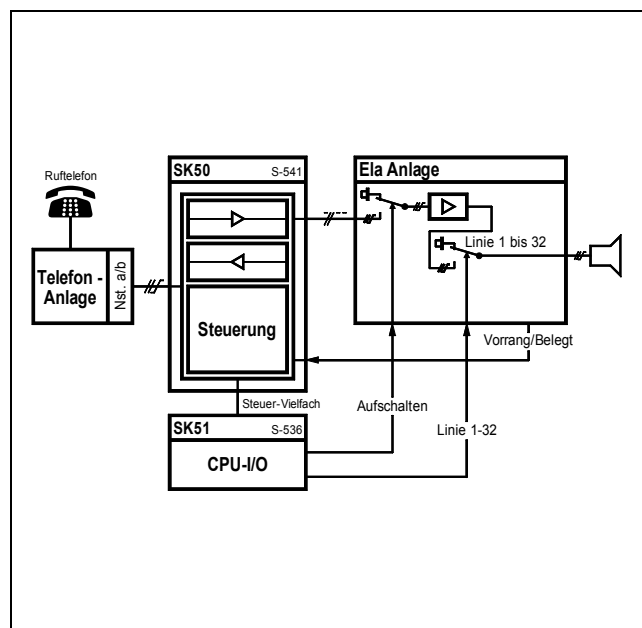 Ruftelefon
Telefon -
Anlage
Nst. a/b
SK50
S-541
Steuerung
Steuer-Vielfach
SK51
S-536
CPU-I/O
Ela Anlage
Linie 1 bis 32
Vorrang/Belegt
Aufschalten
Linie 1-32